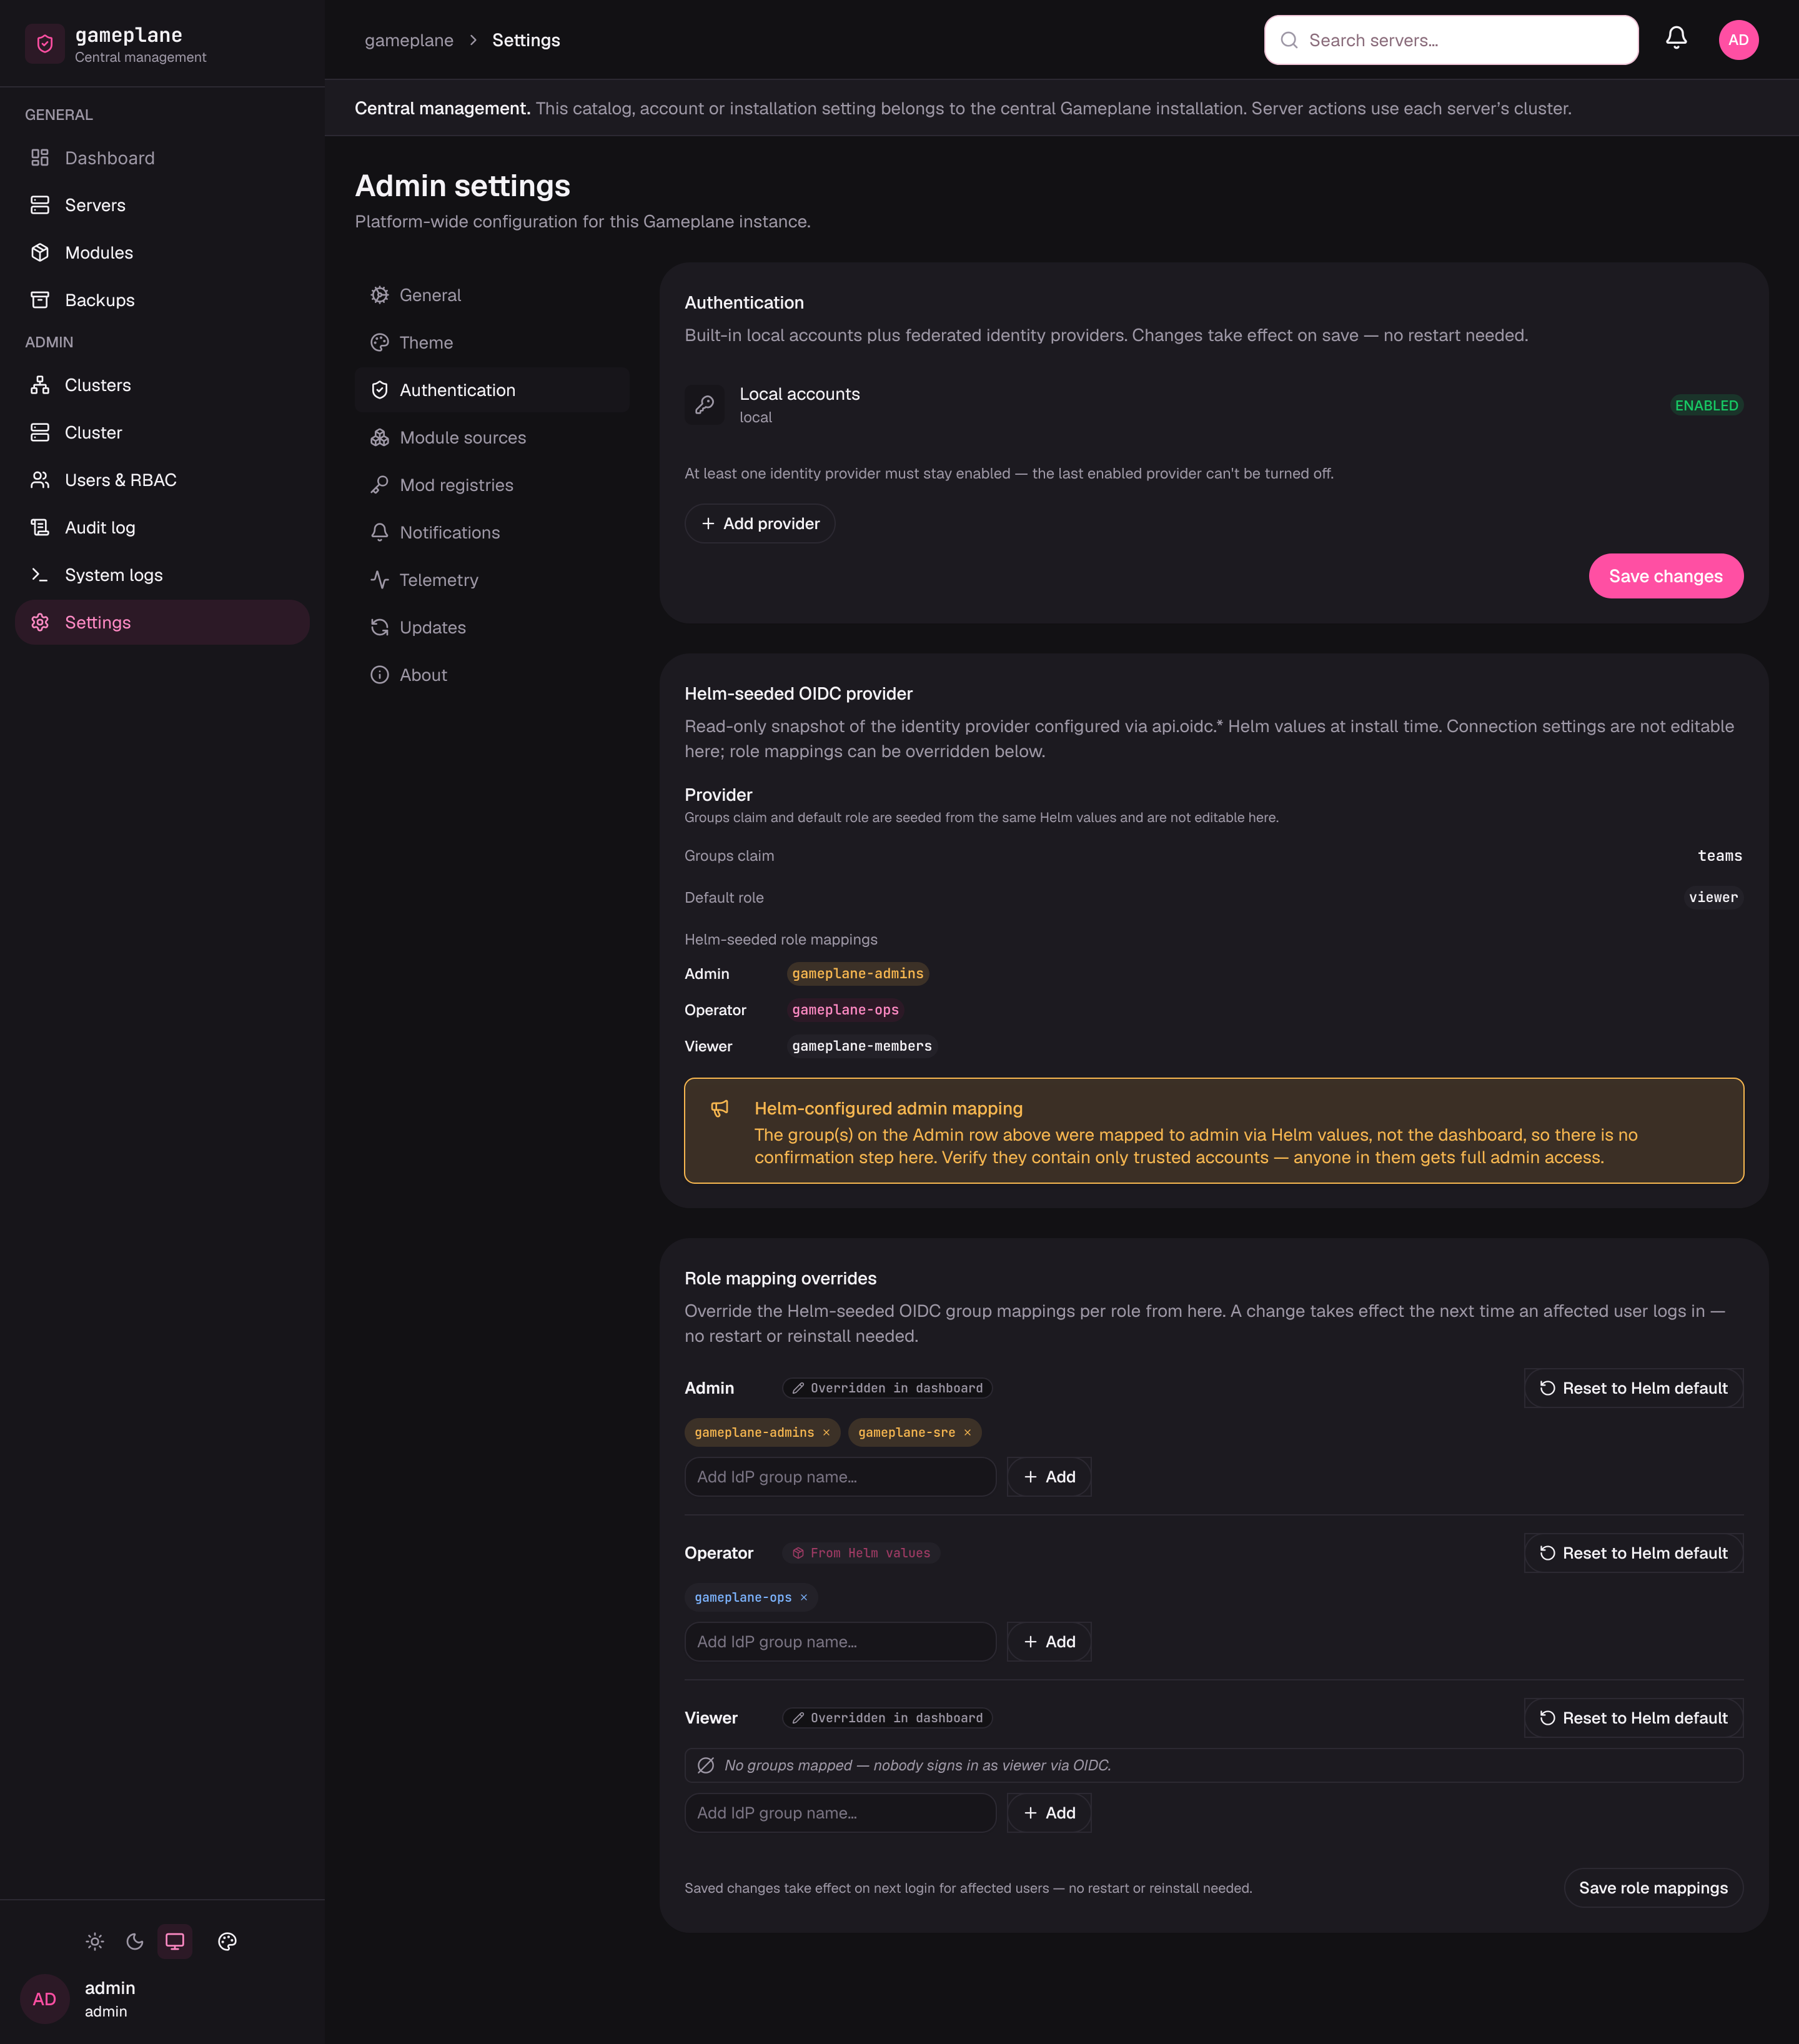 gameplane
Central management
GENERAL
Dashboard
Servers
Modules
Backups
ADMIN
Clusters
Cluster
Users & RBAC
Audit log
System logs
Settings
AD
admin
admin
gameplane > Settings
Search servers...
AD
Central management. This catalog, account or installation setting belongs to the central Gameplane installation. Server actions use each server's cluster.
Admin settings
Platform-wide configuration for this Gameplane instance.
General
Theme
Authentication
Module sources
Mod registries
Notifications
Telemetry
Updates
About
Authentication
Built-in local accounts plus federated identity providers. Changes take effect on save — no restart needed.
Local accounts
local
ENABLED
At least one identity provider must stay enabled — the last enabled provider can't be turned off.
+ Add provider
Save changes
Helm-seeded OIDC provider
Read-only snapshot of the identity provider configured via api.oidc.* Helm values at install time. Connection settings are not editable
here; role mappings can be overridden below.
Provider
Groups claim and default role are seeded from the same Helm values and are not editable here.
Groups claim teams
Default role viewer
Helm-seeded role mappings
Admin gameplane-admins
Operator gameplane-ops
Viewer gameplane-members
Helm-configured admin mapping
The group(s) on the Admin row above were mapped to admin via Helm values, not the dashboard, so there is no
confirmation step here. Verify they contain only trusted accounts — anyone in them gets full admin access.
Role mapping overrides
Override the Helm-seeded OIDC group mappings per role from here. A change takes effect the next time an affected user logs in —
no restart or reinstall needed.
Admin Overridden in dashboard Reset to Helm default
gameplane-admins × gameplane-sre ×
Add IdP group name... + Add
Operator From Helm values Reset to Helm default
gameplane-ops ×
Add IdP group name... + Add
Viewer Overridden in dashboard Reset to Helm default
No groups mapped — nobody signs in as viewer via OIDC.
Add IdP group name... + Add
Saved changes take effect on next login for affected users — no restart or reinstall needed.
Save role mappings